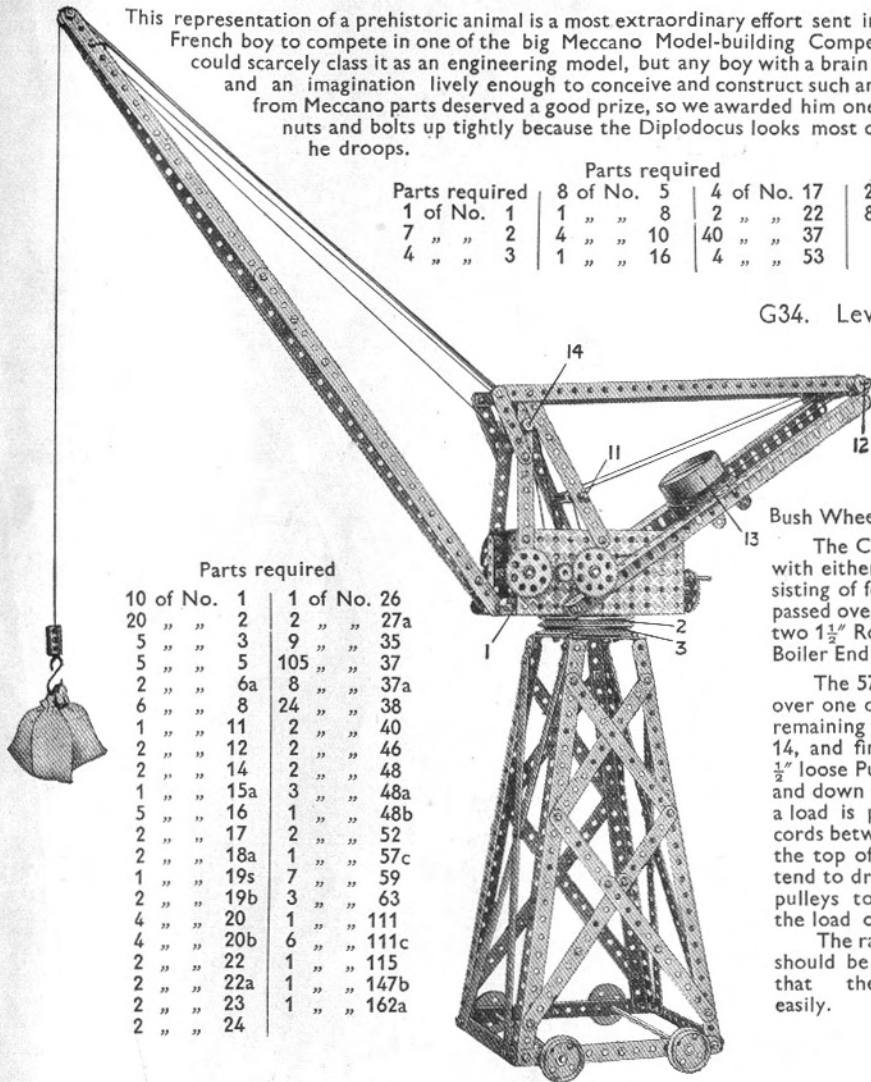 This representation of a prehistoric animal is a most extraordinary effort sent
French boy to compete in one of the big Meccano Model-building
could scarcely class it as an engineering model, but any boy with a brain
and an imagination lively enough to conceive and construct such
from Meccano parts deserved a good prize, so we awarded him one
nuts and bolts up tightly because the Diplodocus looks most
he droops.
Parts required
Parts required | 8 of No. 5 | 4 of No. 17 | 2
1 of No. 1 | 1 „ „ 8 | 2 „ „ 22 | 8
7 „ „ 2 | 4 „ „ 10 | 40 „ „ 37
4 „ „ 3 | 1 „ „ 16 | 4 „ „ 53
G34.
14
11
12
13
1
2
3
Parts required
10 of No. 1 | 1 of No. 26
20 „ „ 2 | 2 „ „ 27a
5 „ „ 3 | 9 „ „ 35
5 „ „ 5 | 105 „ „ 37
2 „ „ 6a | 8 „ „ 37a
6 „ „ 8 | 24 „ „ 38
1 „ „ 11 | 2 „ „ 40
2 „ „ 12 | 2 „ „ 46
2 „ „ 14 | 2 „ „ 48
1 „ „ 15a | 3 „ „ 48a
5 „ „ 16 | 1 „ „ 48b
2 „ „ 17 | 2 „ „ 52
2 „ „ 18a | 1 „ „ 57c
1 „ „ 19s | 7 „ „ 59
2 „ „ 19b | 3 „ „ 63
4 „ „ 20 | 1 „ „ 111
4 „ „ 20b | 6 „ „ 111c
2 „ „ 22 | 1 „ „ 115
2 „ „ 22a | 1 „ „ 147b
2 „ „ 23 | 1 „ „ 162a
2 „ „ 24
Bush
The
with either
sisting of
passed over
two 1½″
Boiler End
The
over one
remaining
14, and
½″ loose
and down
a load is
cords
the top of
tend to
pulleys
the load
The
should be
that
easily.